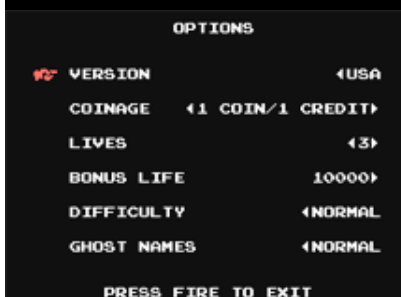 OPTIONS
VERSION ◀USA
COINAGE ◀1 COIN/1 CREDIT▶
LIVES ◀3▶
BONUS LIFE 10000▶
DIFFICULTY ◀NORMAL
GHOST NAMES ◀NORMAL
PRESS FIRE TO EXIT